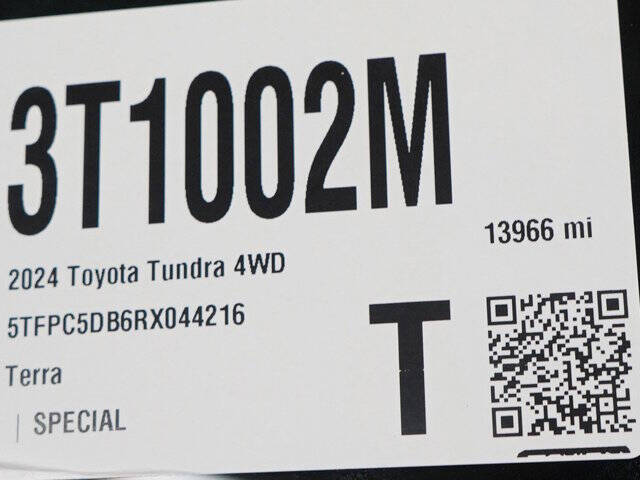 3T1002M
13966 mi
2024 Toyota Tundra 4WD
5TFPC5DB6RX044216
Terra
T
| SPECIAL